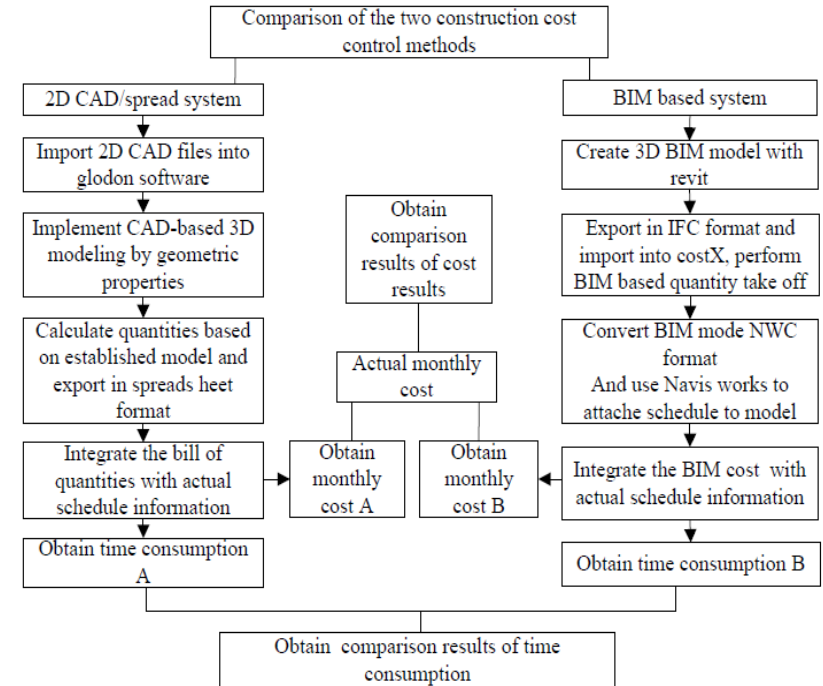 Comparison of the two construction cost
control methods
2D CAD/spread system
Import 2D CAD files into
glodon software
Implement CAD-based 3D
modeling by geometric
properties
Calculate quantities based
on established model and
export in spreads heet
format
Integrate the bill of
quantities with actual
schedule information
Obtain time consumption
A
Obtain
comparison
results of cost
results
Actual monthly
cost
Obtain
monthly
cost A
Obtain
monthly
cost B
BIM based system
Create 3D BIM model with
revit
Export in IFC format and
import into costX, perform
BIM based quantity take off
Convert BIM mode NWC
format
And use Navis works to
attache schedule to model
Integrate the BIM cost with
actual schedule information
Obtain time consumption B
Obtain comparison results of time
consumption